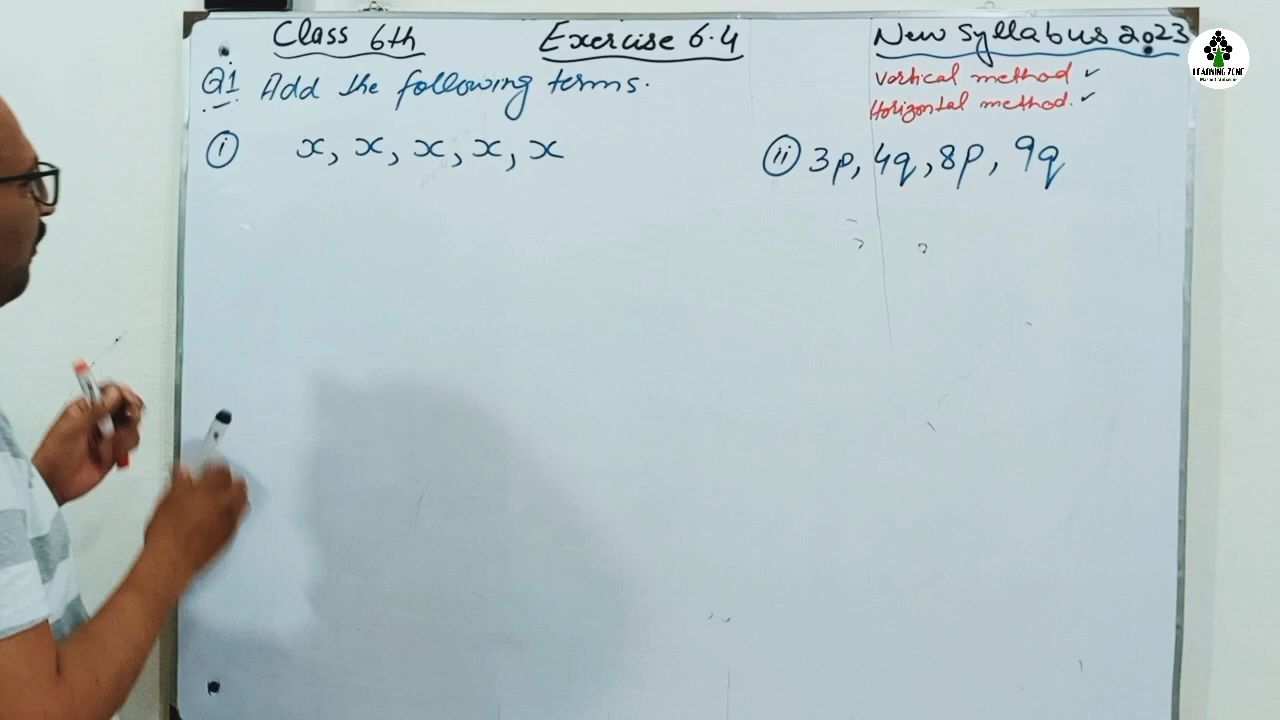 Class 6th Exercise 6.4 New Syllabus 2023
Q1 Add the following terms.
Vertical method ✓
Horizontal method. ✓
(i) x, x, x, x, x
(ii) 3p, 4q, 8p, 9q
LEARNING ZONE